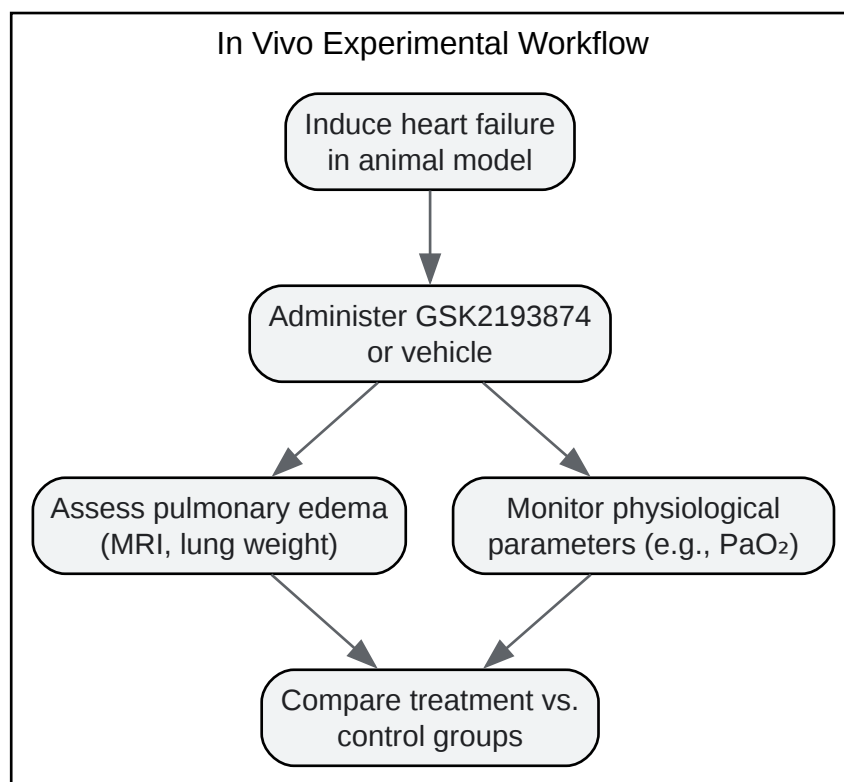 In Vivo Experimental Workflow
Induce heart failure
in animal model
Administer GSK2193874
or vehicle
Assess pulmonary edema
(MRI, lung weight)
Monitor physiological
parameters (e.g., PaO₂)
Compare treatment vs.
control groups